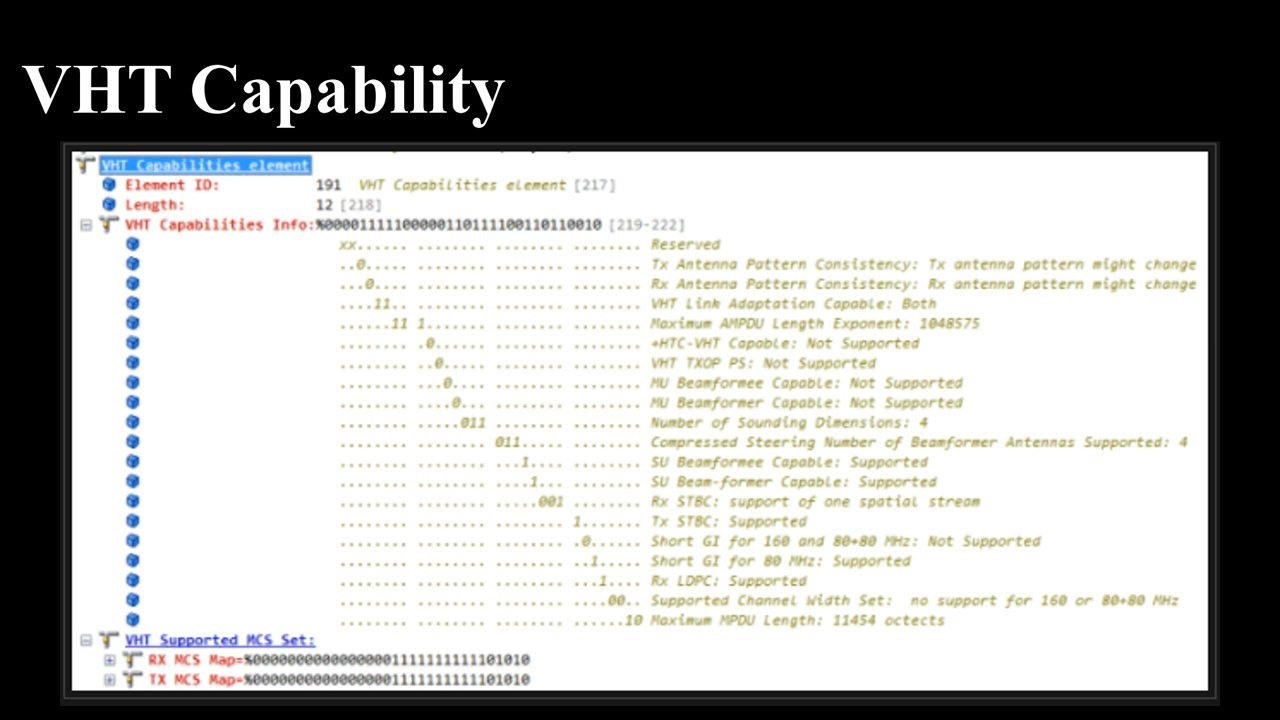 VHT Capability
VHT Capabilities element
Element ID: 191 VHT Capabilities element [217]
Length: 12 [218]
VHT Capabilities Info:%00001111100000110111100110110010 [219-222]
xx...... ........ ........ ........ Reserved
..0..... ........ ........ ........ Tx Antenna Pattern Consistency: Tx antenna pattern might change
...0.... ........ ........ ........ Rx Antenna Pattern Consistency: Rx antenna pattern might change
....11.. ........ ........ ........ VHT Link Adaptation Capable: Both
......11 1....... ........ ........ Maximum AMPDU Length Exponent: 1048575
........ .0...... ........ ........ +HTC-VHT Capable: Not Supported
........ ..0..... ........ ........ VHT TXOP PS: Not Supported
........ ...0.... ........ ........ MU Beamformee Capable: Not Supported
........ ....0... ........ ........ MU Beamformer Capable: Not Supported
........ .....011 ........ ........ Number of Sounding Dimensions: 4
........ ........ 011..... ........ Compressed Steering Number of Beamformer Antennas Supported: 4
........ ........ ...1.... ........ SU Beamformee Capable: Supported
........ ........ ....1... ........ SU Beam-former Capable: Supported
........ ........ .....001 ........ Rx STBC: support of one spatial stream
........ ........ ........ 1....... Tx STBC: Supported
........ ........ ........ .0...... Short GI for 160 and 80+80 MHz: Not Supported
........ ........ ........ ..1..... Short GI for 80 MHz: Supported
........ ........ ........ ...1.... Rx LDPC: Supported
........ ........ ........ ....00.. Supported Channel Width Set: no support for 160 or 80+80 MHz
........ ........ ........ ......10 Maximum MPDU Length: 11454 octects
VHT Supported MCS Set:
RX MCS Map=%00000000000000001111111111101010
TX MCS Map=%00000000000000001111111111101010